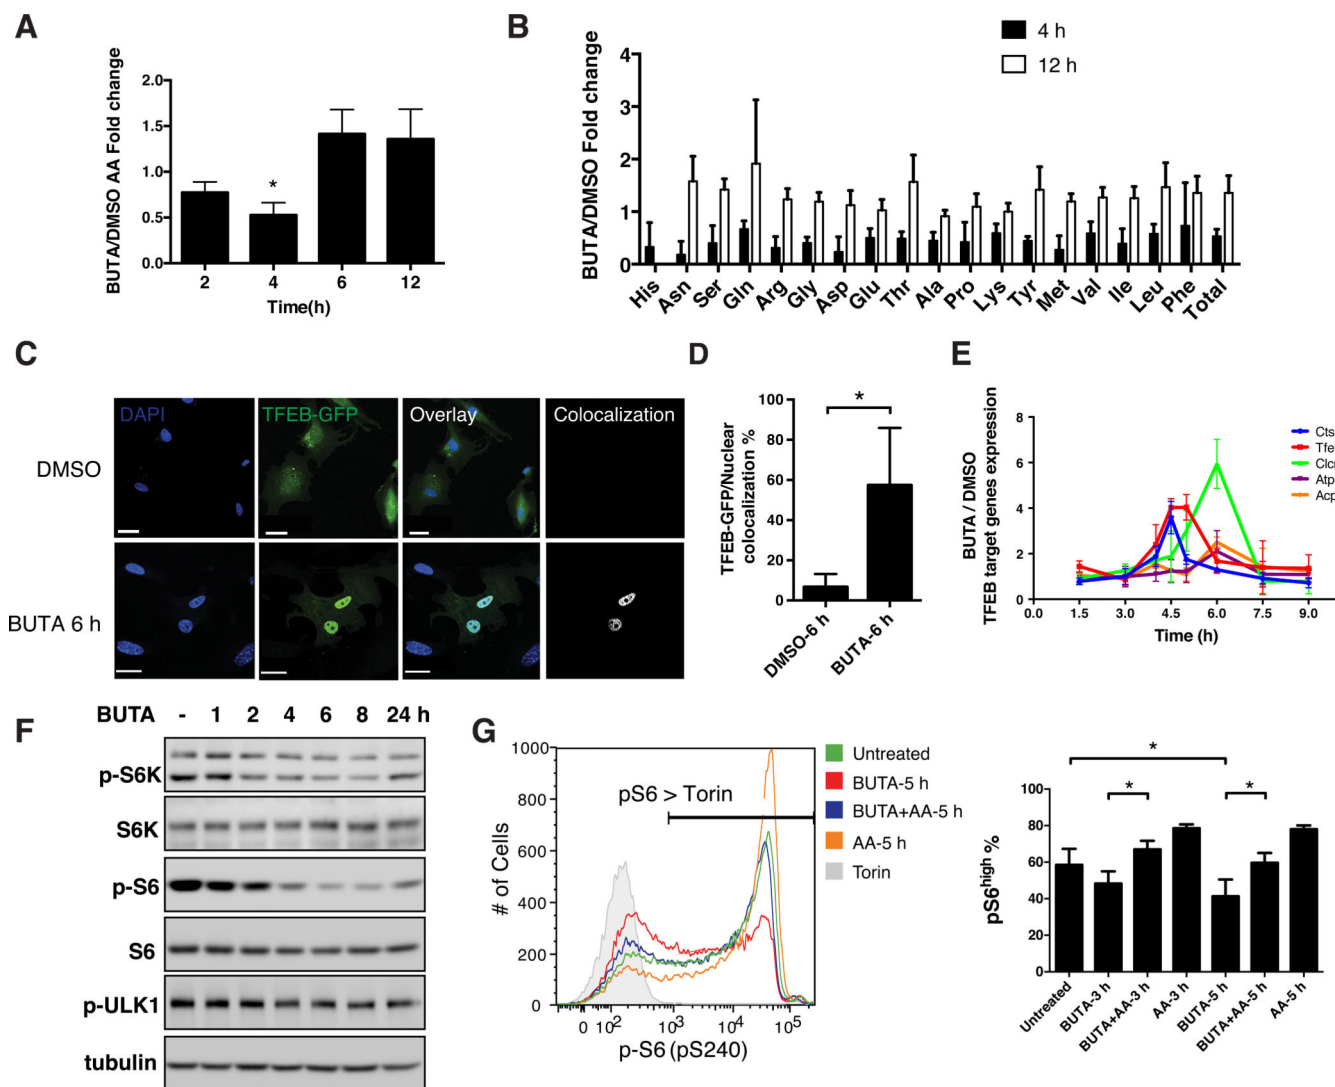 A
BUTA/DMSO AA Fold change
2.0
1.5
1.0
0.5
0.0
*
2 4 6 12
Time(h)
B
4 h
12 h
BUTA/DMSO Fold change
4
3
2
1
0
His Asn Ser Gln Arg Gly Asp Glu Thr Ala Pro Lys Tyr Met Val Ile Leu Phe Total
C
DAPI TFEB-GFP Overlay Colocalization
DMSO
BUTA 6 h
D
TFEB-GFP/Nuclear
colocalization %
100
80
60
40
20
0
*
DMSO-6 h BUTA-6 h
E
BUTA / DMSO
TFEB target genes expression
8
6
4
2
0
0.0 1.5 3.0 4.5 6.0 7.5 9.0
Time (h)
Cts
Tfe
Clc
Atp
Acp
F
BUTA - 1 2 4 6 8 24 h
p-S6K
S6K
p-S6
S6
p-ULK1
tubulin
G
# of Cells
1000
800
600
400
200
0
pS6 > Torin
0 10² 10³ 10⁴ 10⁵
p-S6 (pS240)
Untreated
BUTA-5 h
BUTA+AA-5 h
AA-5 h
Torin
pS6high %
100
80
60
40
20
0
*
* *
Untreated BUTA-3 h BUTA+AA-3 h AA-3 h BUTA-5 h BUTA+AA-5 h AA-5 h